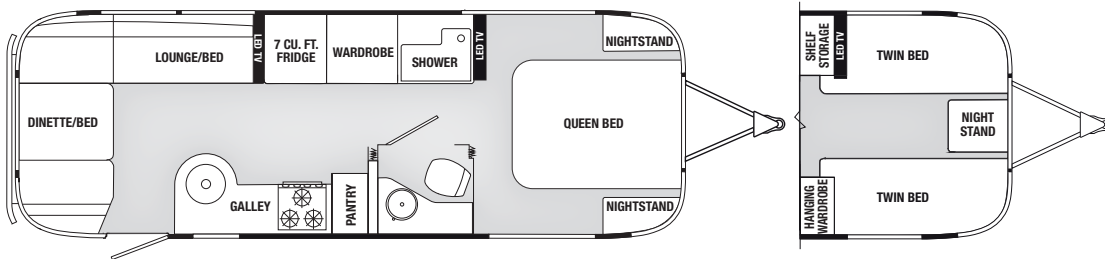 LOUNGE/BED
LED TV
7 CU. FT.
FRIDGE
WARDROBE
SHOWER
LED TV
NIGHTSTAND
DINETTE/BED
QUEEN BED
GALLEY
PANTRY
NIGHTSTAND
SHELF
STORAGE
LED TV
TWIN BED
NIGHT
STAND
HANGING
WARDROBE
TWIN BED